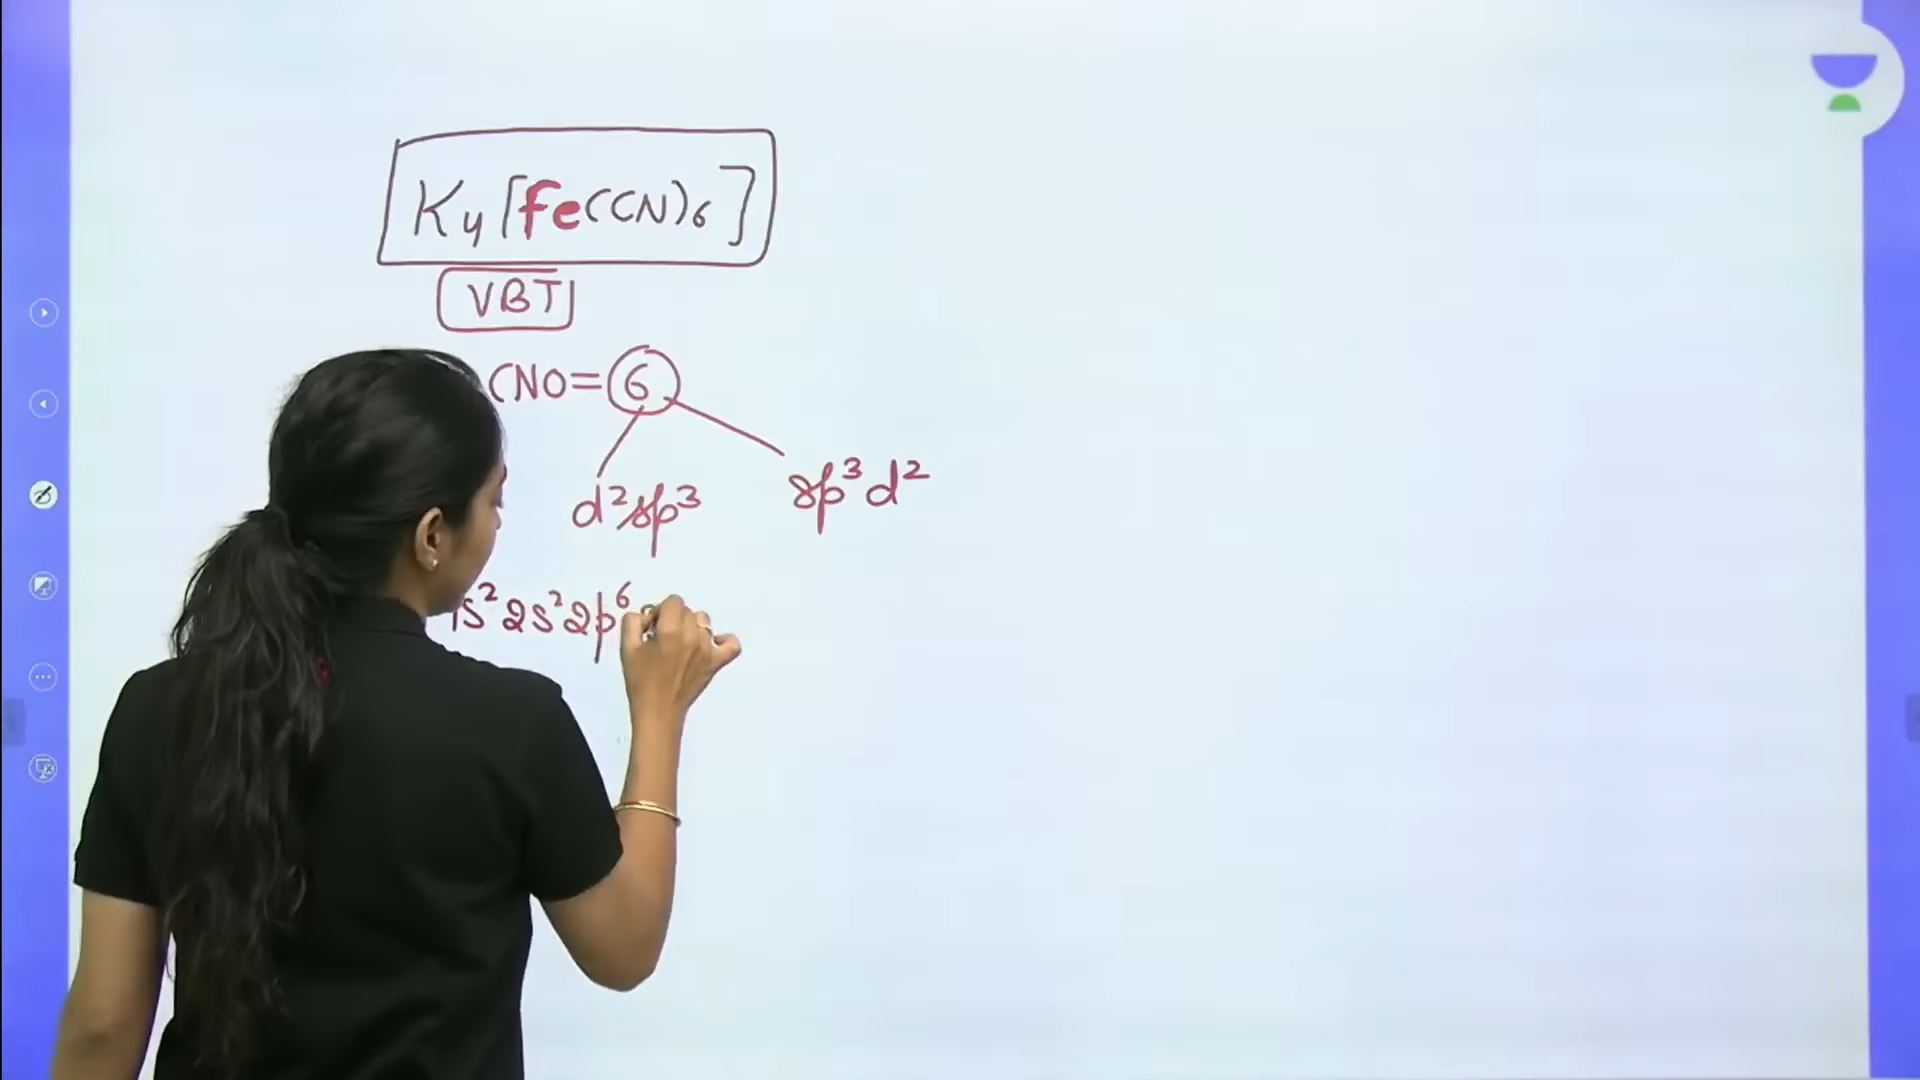 K₄[Fe(CN)₆]
VBT
CNO=6
d²sp³ sp³d²
1s² 2s² 2p⁶